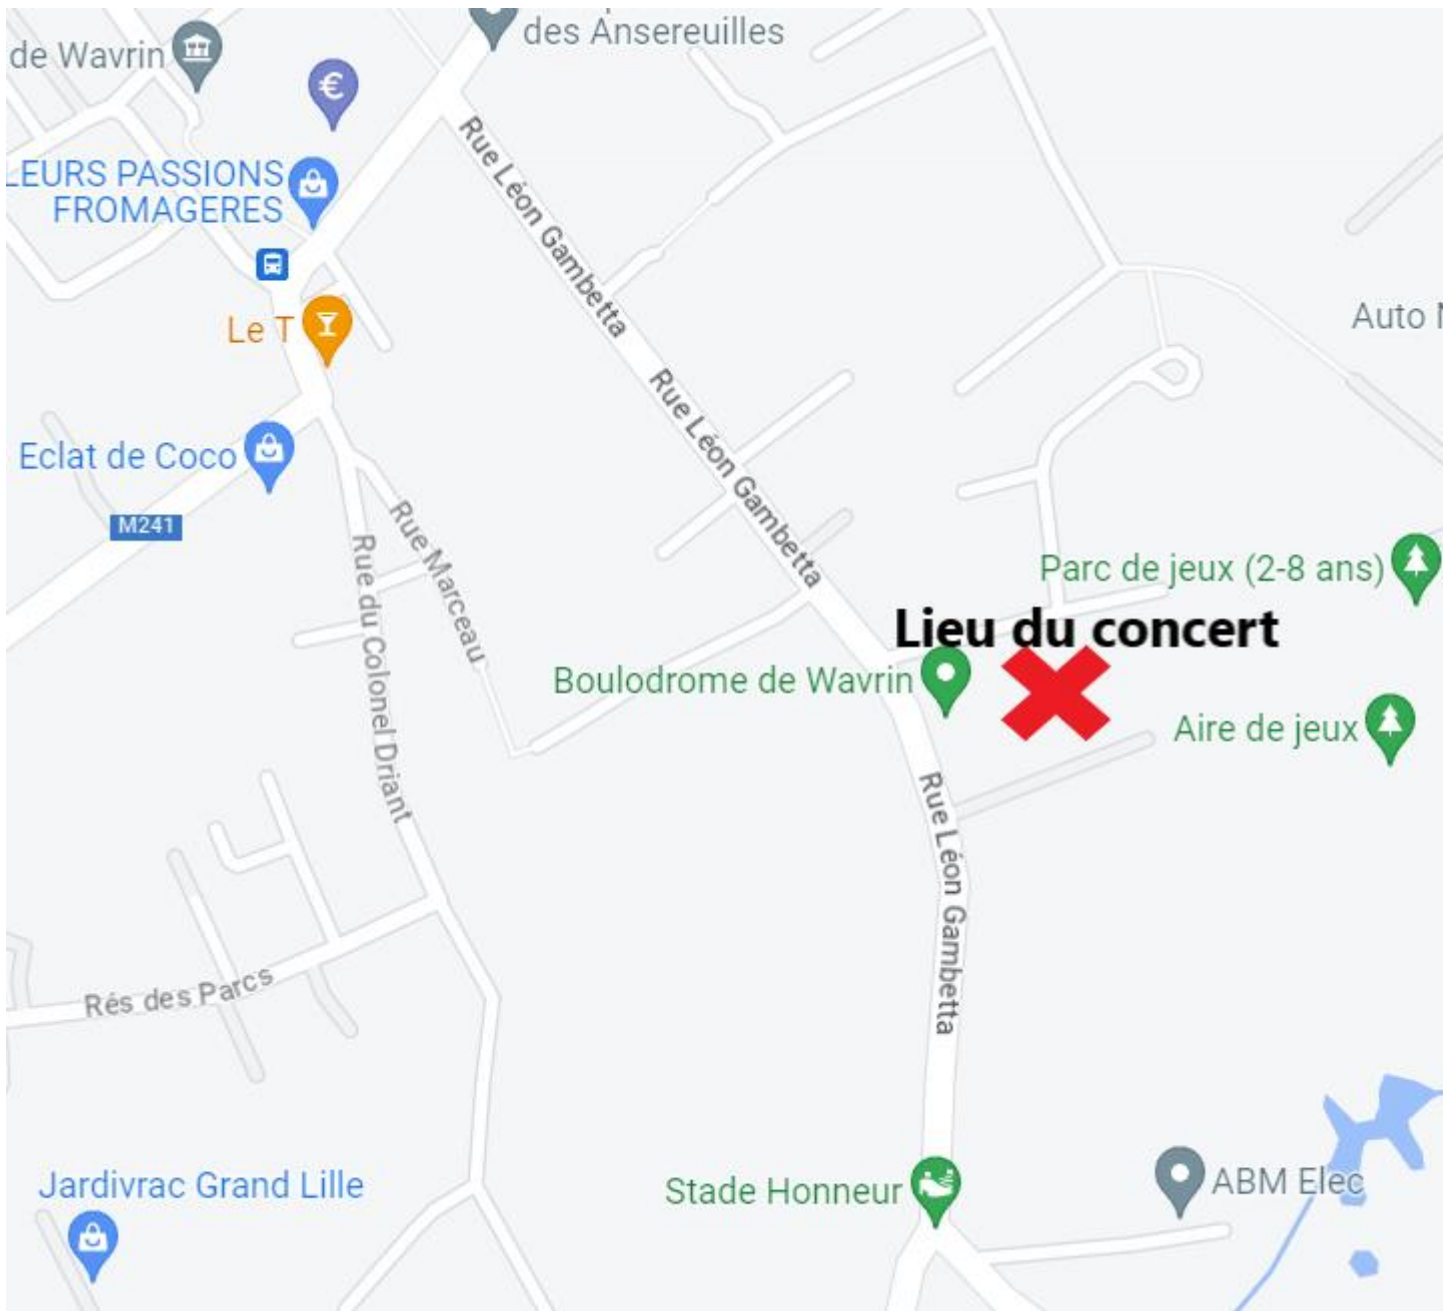 des Ansereuilles
de Wavrin
€
LEURS PASSIONS
FROMAGERES
Rue Léon Gambetta
Le T
Auto
Rue Léon Gambetta
Eclat de Coco
M241
Rue Marceau
Rue du Colonel Driant
Parc de jeux (2-8 ans)
Lieu du concert
Boulodrome de Wavrin
Aire de jeux
Rue Léon Gambetta
Rés des Parcs
Stade Honneur
ABM Elec
Jardivrac Grand Lille